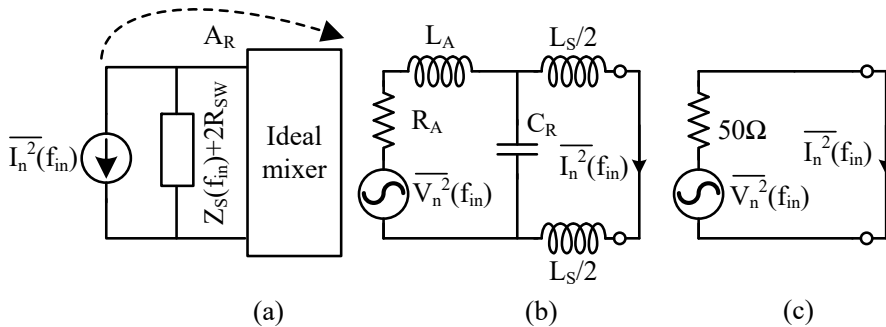 A_R
I_n^2(f_in)
Z_S(f_in)+2R_SW
Ideal
mixer
(a)
L_A
L_S/2
R_A
C_R
V_n^2(f_in)
I_n^2(f_in)
L_S/2
(b)
50Ω
V_n^2(f_in)
I_n^2(f_in)
(c)